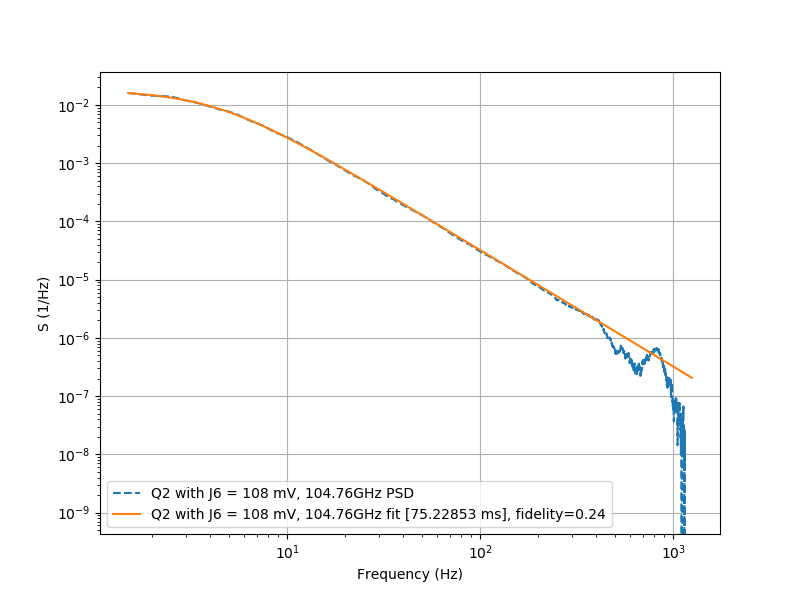 S (1/Hz)
10⁻²
10⁻³
10⁻⁴
10⁻⁵
10⁻⁶
10⁻⁷
10⁻⁸
10⁻⁹
Q2 with J6 = 108 mV, 104.76GHz PSD
Q2 with J6 = 108 mV, 104.76GHz fit [75.22853 ms], fidelity=0.24
10¹ 10² 10³
Frequency (Hz)